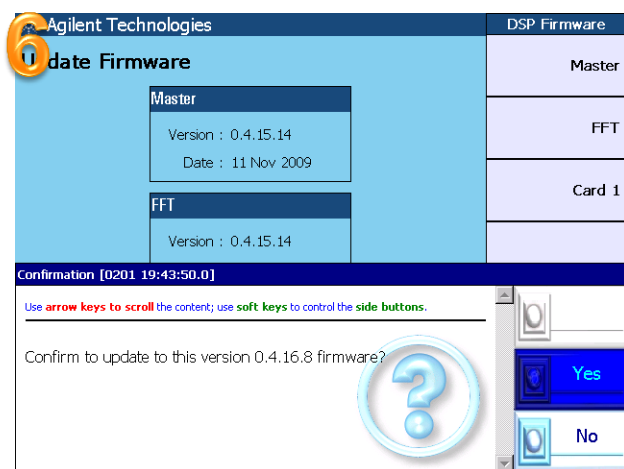 6
Agilent Technologies
DSP Firmware
Update Firmware
Master
Master
Version : 0.4.15.14
Date : 11 Nov 2009
FFT
FFT
Version : 0.4.15.14
Card 1
Confirmation [0201 19:43:50.0]
Use arrow keys to scroll the content; use soft keys to control the side buttons.
Confirm to update to this version 0.4.16.8 firmware?
?
Yes
No